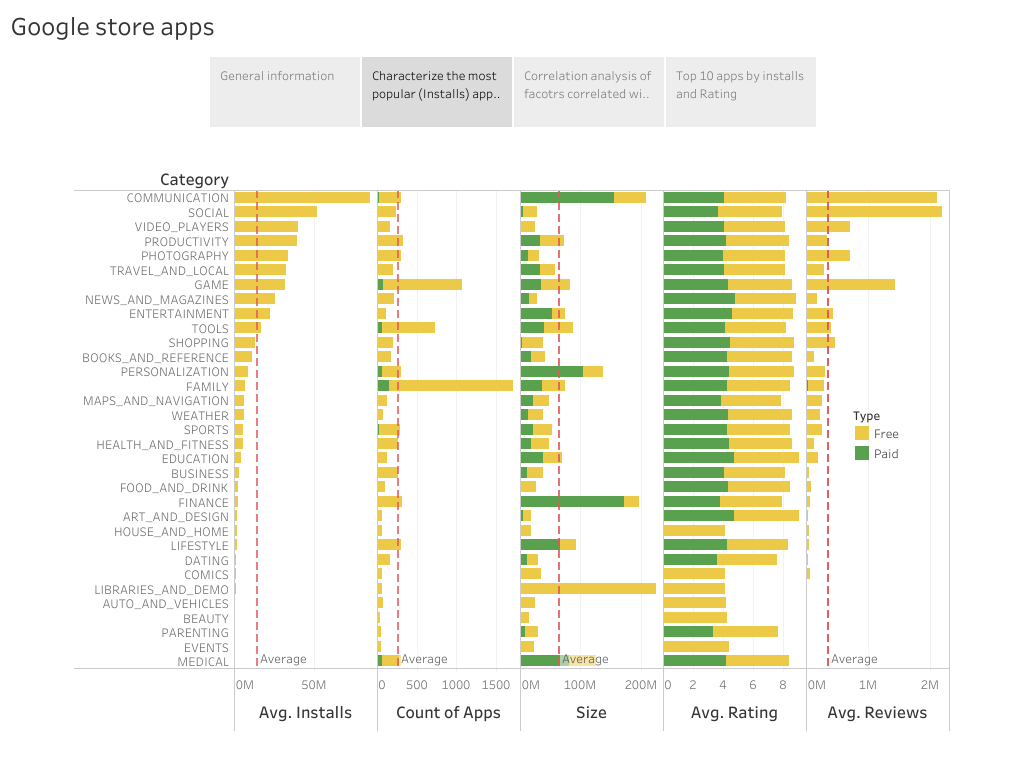 Google store apps
General information
Characterize the most
popular (Installs) app..
Correlation analysis of
facotrs correlated wi..
Top 10 apps by installs
and Rating
Category
COMMUNICATION
SOCIAL
VIDEO_PLAYERS
PRODUCTIVITY
PHOTOGRAPHY
TRAVEL_AND_LOCAL
GAME
NEWS_AND_MAGAZINES
ENTERTAINMENT
TOOLS
SHOPPING
BOOKS_AND_REFERENCE
PERSONALIZATION
FAMILY
MAPS_AND_NAVIGATION
WEATHER
SPORTS
HEALTH_AND_FITNESS
EDUCATION
BUSINESS
FOOD_AND_DRINK
FINANCE
ART_AND_DESIGN
HOUSE_AND_HOME
LIFESTYLE
DATING
COMICS
LIBRARIES_AND_DEMO
AUTO_AND_VEHICLES
BEAUTY
PARENTING
EVENTS
MEDICAL
Type
Free
Paid
Average Average Average Average
0M 50M 0 500 1000 1500 0M 100M 200M 0 2 4 6 8 0M 1M 2M
Avg. Installs Count of Apps Size Avg. Rating Avg. Reviews